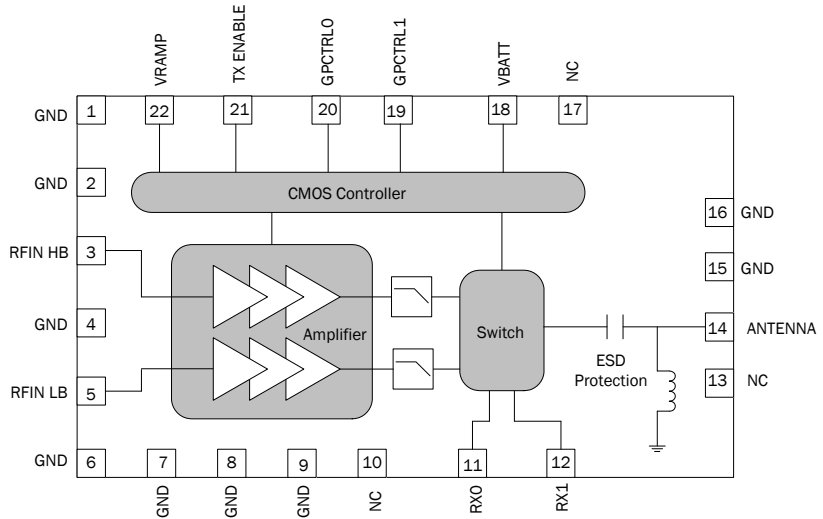 VRAMP
TX ENABLE
GPCTRL0
GPCTRL1
VBATT
NC
GND
1
22
21
20
19
18
17
GND
2
CMOS Controller
16
GND
RFIN HB
3
15
GND
GND
4
Amplifier
Switch
14
ANTENNA
ESD
Protection
RFIN LB
5
13
NC
GND
6
7
8
9
10
11
12
GND
GND
GND
NC
RX0
RX1